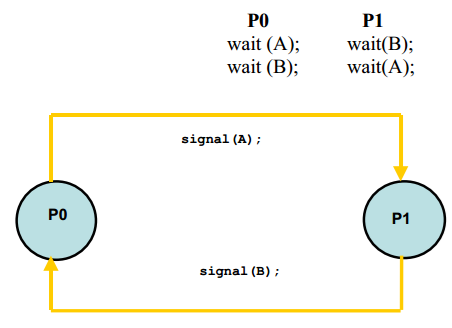 P0 P1
wait (A); wait(B);
wait (B); wait(A);
signal(A);
P0 P1
signal(B);